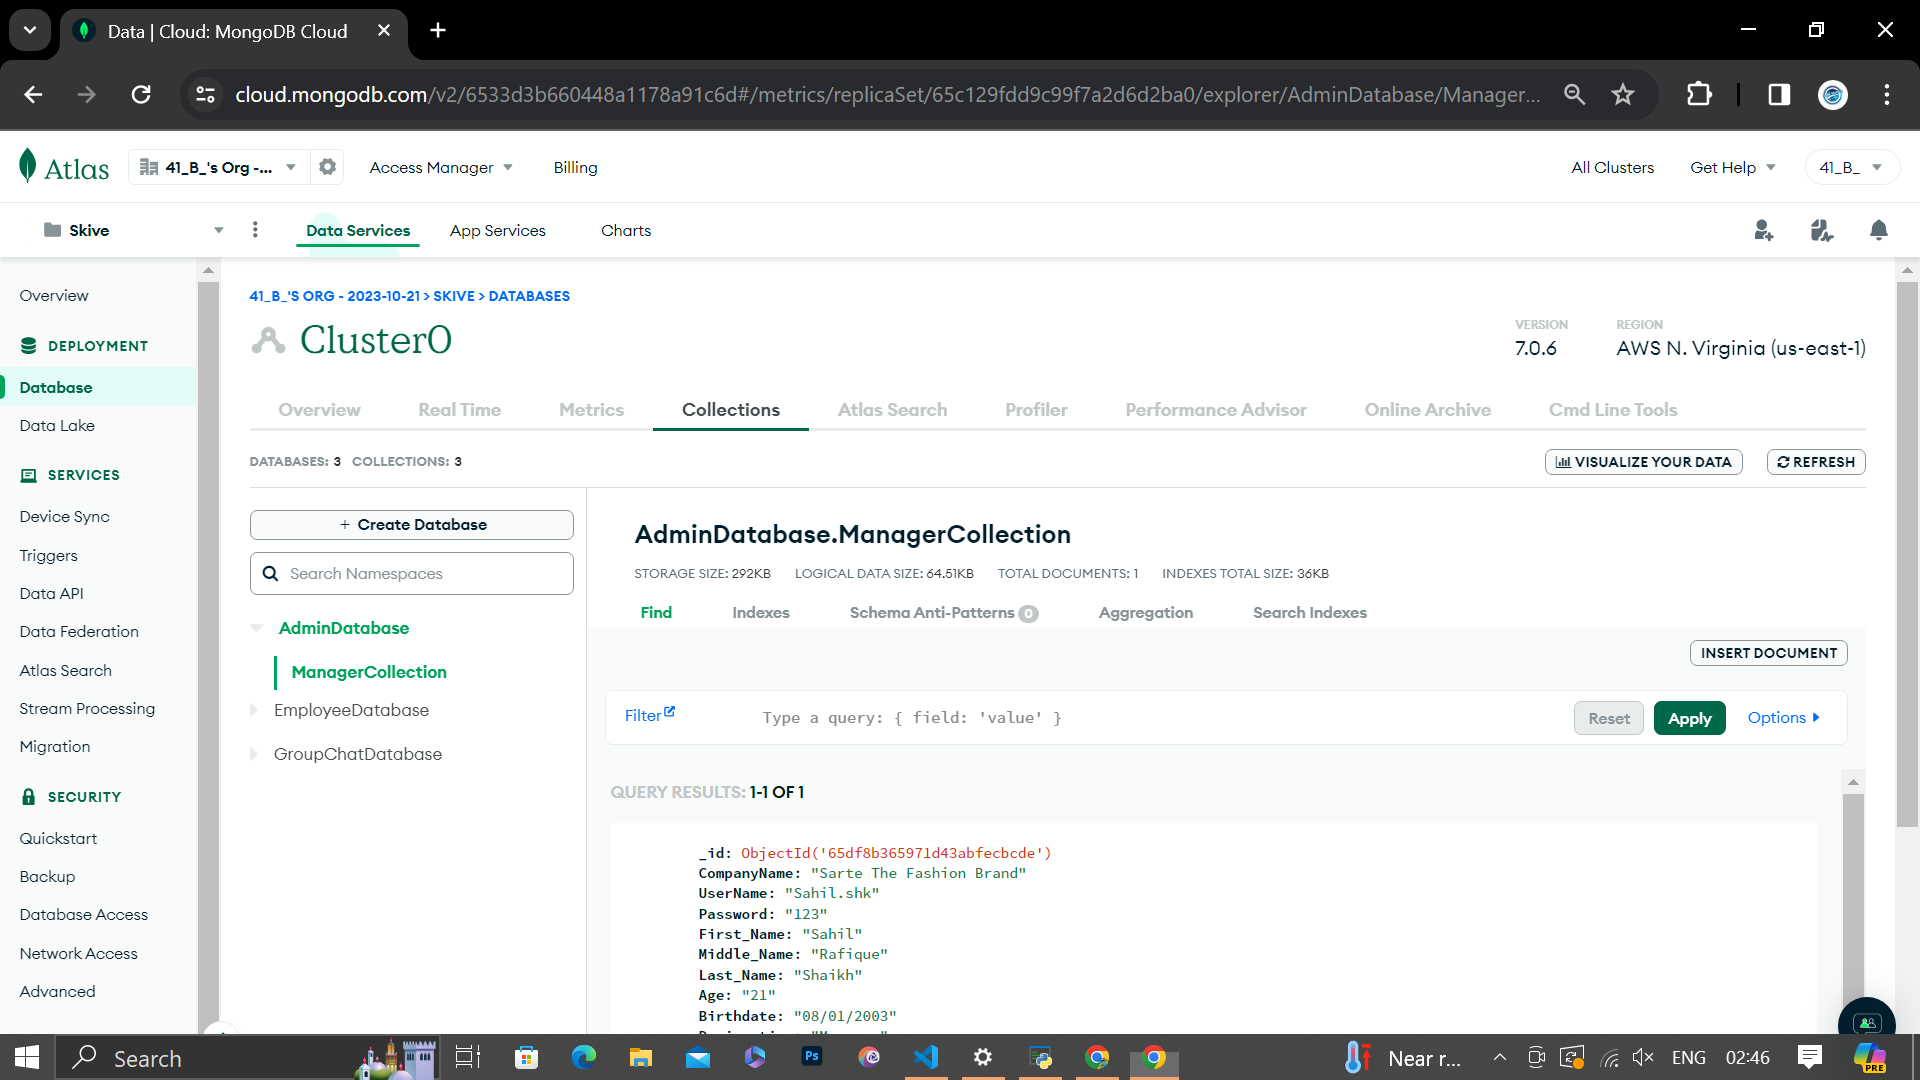 Data | Cloud: MongoDB Cloud
cloud.mongodb.com/v2/6533d3b660448a1178a91c6d#/metrics/replicaSet/65c129fdd9c99f7a2d6d2ba0/explorer/AdminDatabase/Manager...
Atlas
41_B_'s Org -...
Access Manager
Billing
All Clusters
Get Help
41_B_
Skive
Data Services
App Services
Charts
Overview
DEPLOYMENT
Database
Data Lake
SERVICES
Device Sync
Triggers
Data API
Data Federation
Atlas Search
Stream Processing
Migration
SECURITY
Quickstart
Backup
Database Access
Network Access
Advanced
41_B_'S ORG - 2023-10-21 > SKIVE > DATABASES
Cluster0
VERSION
7.0.6
REGION
AWS N. Virginia (us-east-1)
Overview
Real Time
Metrics
Collections
Atlas Search
Profiler
Performance Advisor
Online Archive
Cmd Line Tools
DATABASES: 3 COLLECTIONS: 3
VISUALIZE YOUR DATA
REFRESH
+ Create Database
Search Namespaces
AdminDatabase
ManagerCollection
EmployeeDatabase
GroupChatDatabase
AdminDatabase.ManagerCollection
STORAGE SIZE: 292KB LOGICAL DATA SIZE: 64.51KB TOTAL DOCUMENTS: 1 INDEXES TOTAL SIZE: 36KB
Find
Indexes
Schema Anti-Patterns 0
Aggregation
Search Indexes
INSERT DOCUMENT
Filter
Type a query: { field: 'value' }
Reset
Apply
Options
QUERY RESULTS: 1-1 OF 1
_id: ObjectId('65df8b365971d43abfecbcde')
CompanyName: "Sarte The Fashion Brand"
UserName: "Sahil.shk"
Password: "123"
First_Name: "Sahil"
Middle_Name: "Rafique"
Last_Name: "Shaikh"
Age: "21"
Birthdate: "08/01/2003"
Search
Ps
Near r...
ENG
02:46
PRE